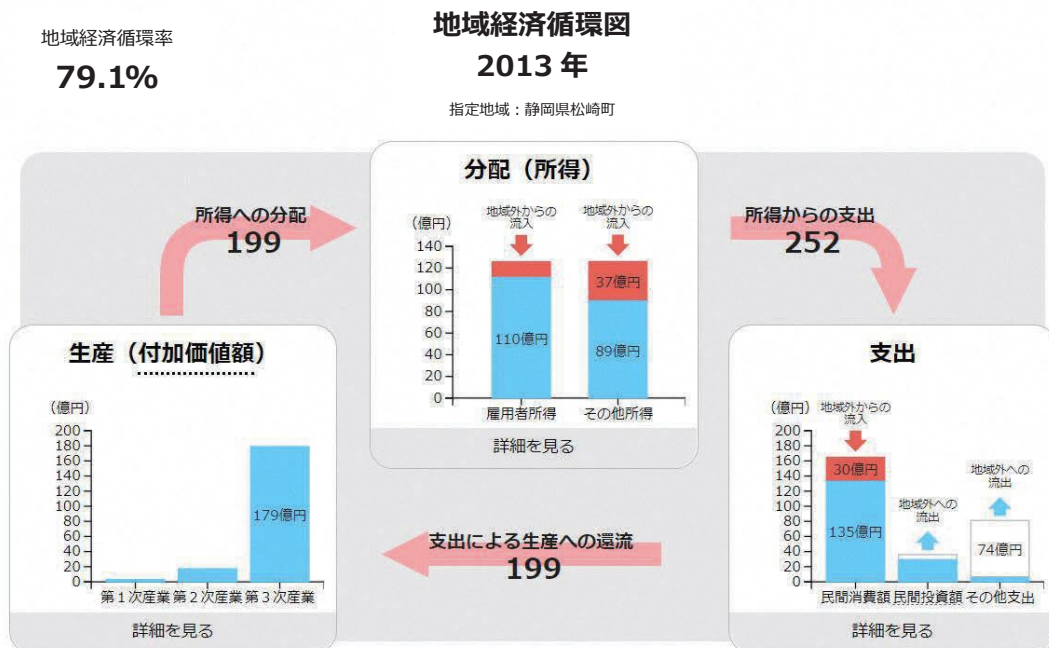 地域経済循環率
79.1%
地域経済循環図
2013 年
指定地域：静岡県松崎町
所得への分配
199
分配（所得）
（億円）
地域外からの
流入
地域外からの
流入
140
120
100
80
60
40
20
0
37億円
110億円
89億円
雇用者所得
その他所得
詳細を見る
所得からの支出
252
生産（付加価値額）
（億円）
200
180
160
140
120
100
80
60
40
20
0
179億円
第１次産業
第２次産業
第３次産業
詳細を見る
支出による生産への還流
199
支出
（億円）
地域外からの
流入
200
180
160
140
120
100
80
60
40
20
0
30億円
135億円
地域外への
流出
地域外への
流出
74億円
民間消費額
民間投資額
その他支出
詳細を見る